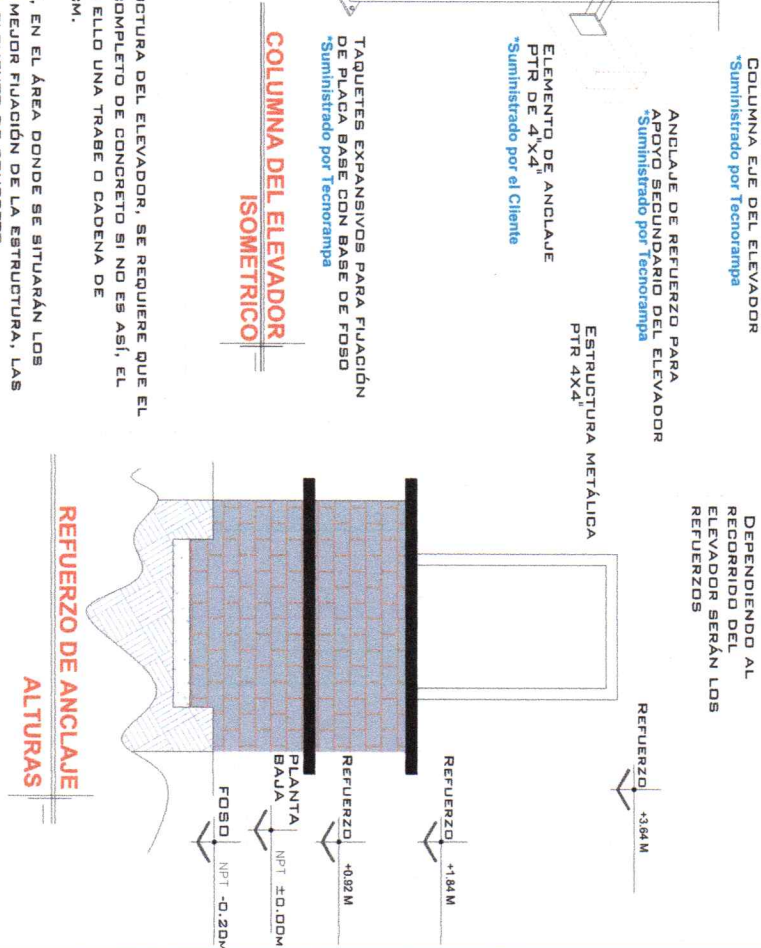 COLUMNA EJE DEL ELEVADOR
*Suministrado por Tecnorampa
ANCLAJE DE REFUERZO PARA
APOYO SECUNDARIO DEL ELEVADOR
*Suministrado por Tecnorampa
ELEMENTO DE ANCLAJE
PTR DE 4"X4"
*Suministrado por el Cliente
TAQUETES EXPANSIVOS PARA FIJACIÓN
DE PLACA BASE CON BASE DE FOSO
*Suministrado por Tecnorampa
COLUMNA DEL ELEVADOR
ISOMETRICO
CTURA DEL ELEVADOR, SE REQUIERE QUE EL
OMPLETO DE CONCRETO SI NO ES ASÍ, EL
ELLO UNA TRABE O CADENA DE
CM.
, EN EL ÁREA DONDE SE SITUARÁN LOS
MEJOR FIJACIÓN DE LA ESTRUCTURA, LAS
DEPENDIENDO AL
RECORRIDO DEL
ELEVADOR SERÁN LOS
REFUERZOS
ESTRUCTURA METÁLICA
PTR 4X4"
REFUERZO +3.64 M
REFUERZO +1.84 M
REFUERZO +0.92 M
PLANTA
BAJA NPT ±0.00M
FOSO NPT -0.20M
REFUERZO DE ANCLAJE
ALTURAS